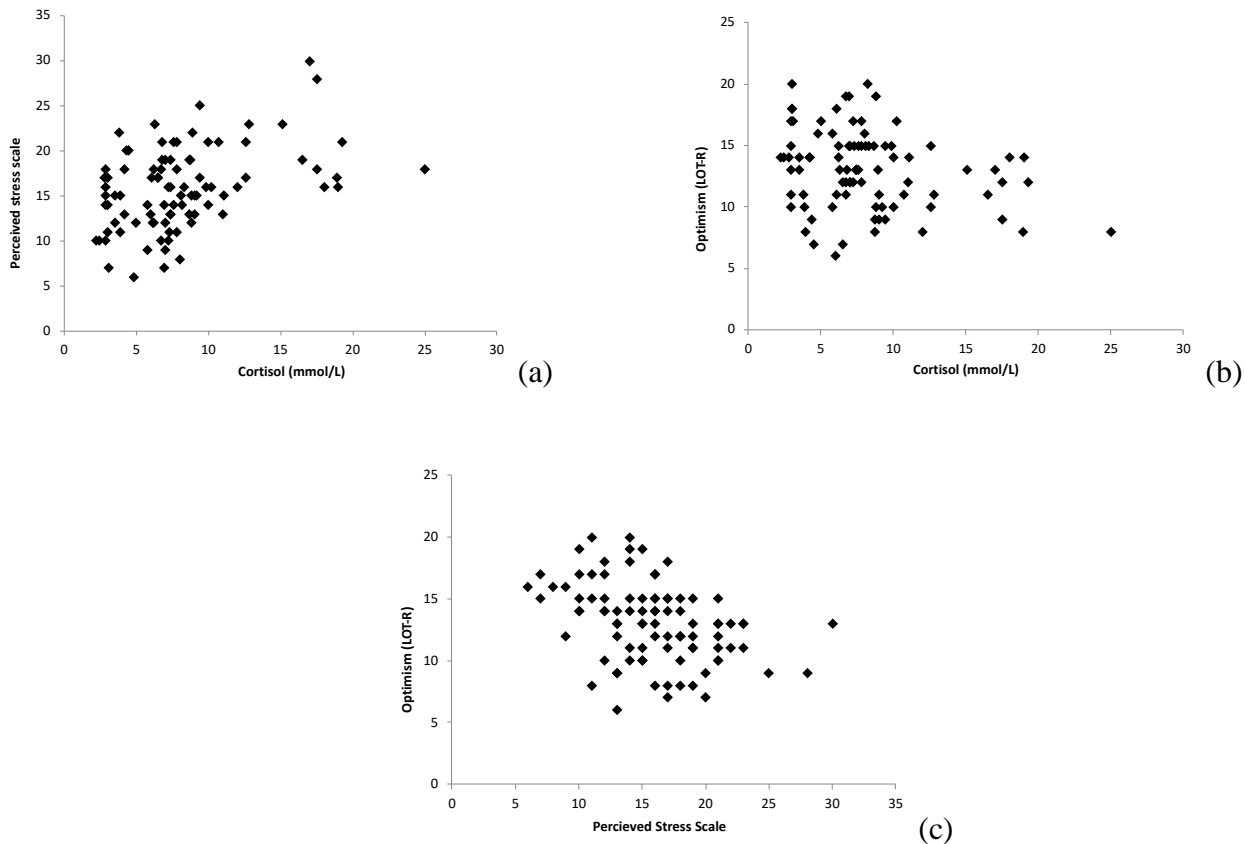 35
30
25
20
15
10
5
0
Perceived stress scale
0 5 10 15 20 25 30
Cortisol (mmol/L)
(a)
25
20
15
10
5
0
Optimism (LOT-R)
0 5 10 15 20 25 30
Cortisol (mmol/L)
(b)
25
20
15
10
5
0
Optimism (LOT-R)
0 5 10 15 20 25 30 35
Percieved Stress Scale
(c)